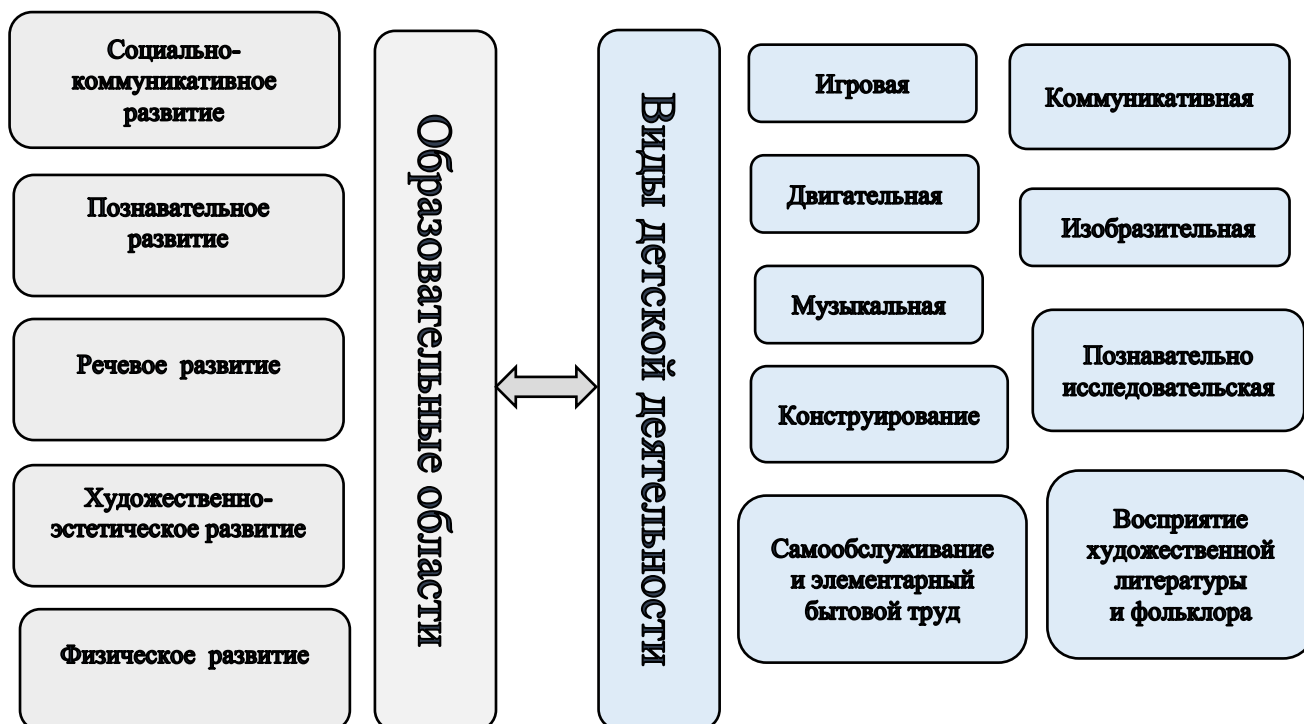 Социально-
коммуникативное
развитие
Познавательное
развитие
Речевое развитие
Художественно-
эстетическое развитие
Физическое развитие
Образовательные области
Виды детской деятельности
Игровая
Двигательная
Музыкальная
Конструирование
Самообслуживание
и элементарный
бытовой труд
Коммуникативная
Изобразительная
Познавательно
исследовательская
Восприятие
художественной
литературы
и фольклора